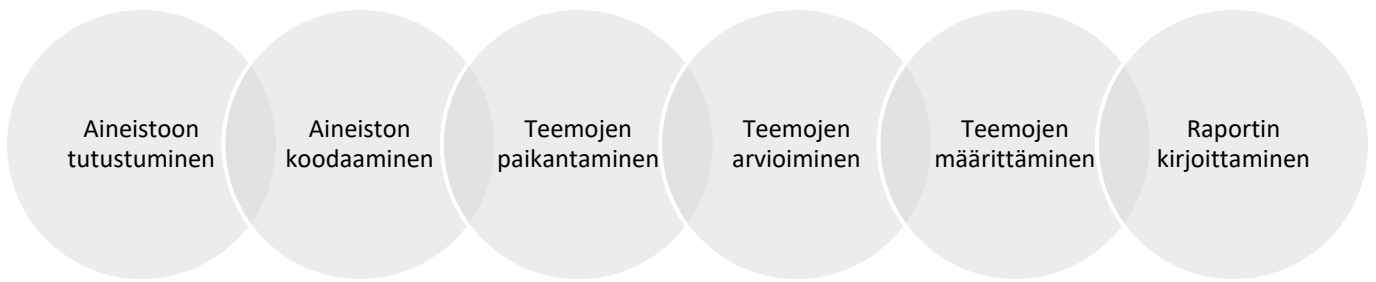 Aineistoon
tutustuminen
Aineiston
koodaaminen
Teemojen
paikantaminen
Teemojen
arvioiminen
Teemojen
määrittäminen
Raportin
kirjoittaminen